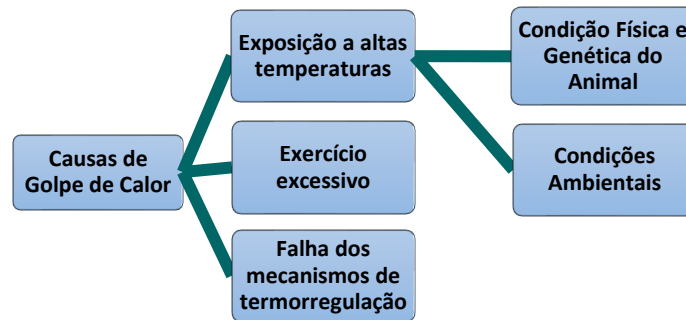 Causas de
Golpe de Calor
Exposição a altas
temperaturas
Exercício
excessivo
Falha dos
mecanismos de
termorregulação
Condição Física e
Genética do
Animal
Condições
Ambientais